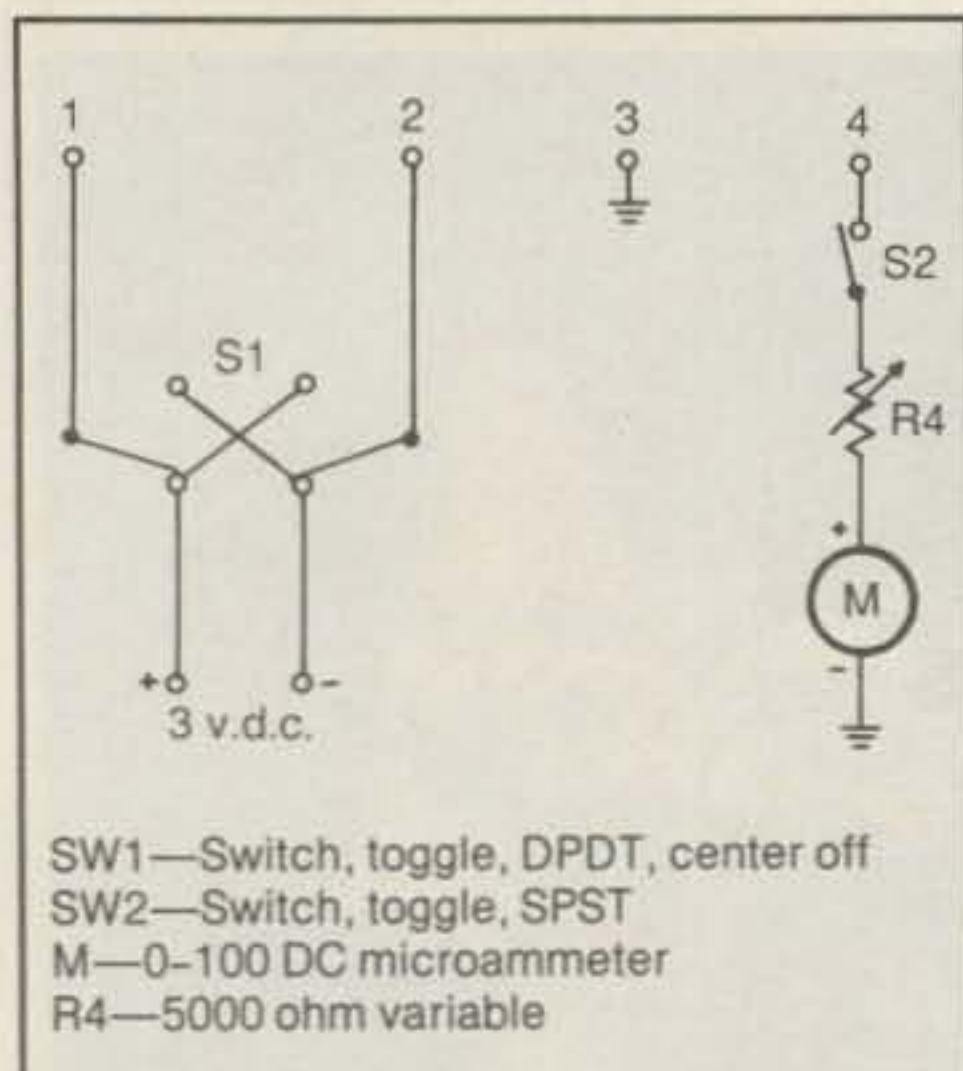 1 2 3 4
S1
S2
R4
+
M
-
+ -
3 v.d.c.
SW1—Switch, toggle, DPDT, center off
SW2—Switch, toggle, SPST
M—0–100 DC microammeter
R4—5000 ohm variable